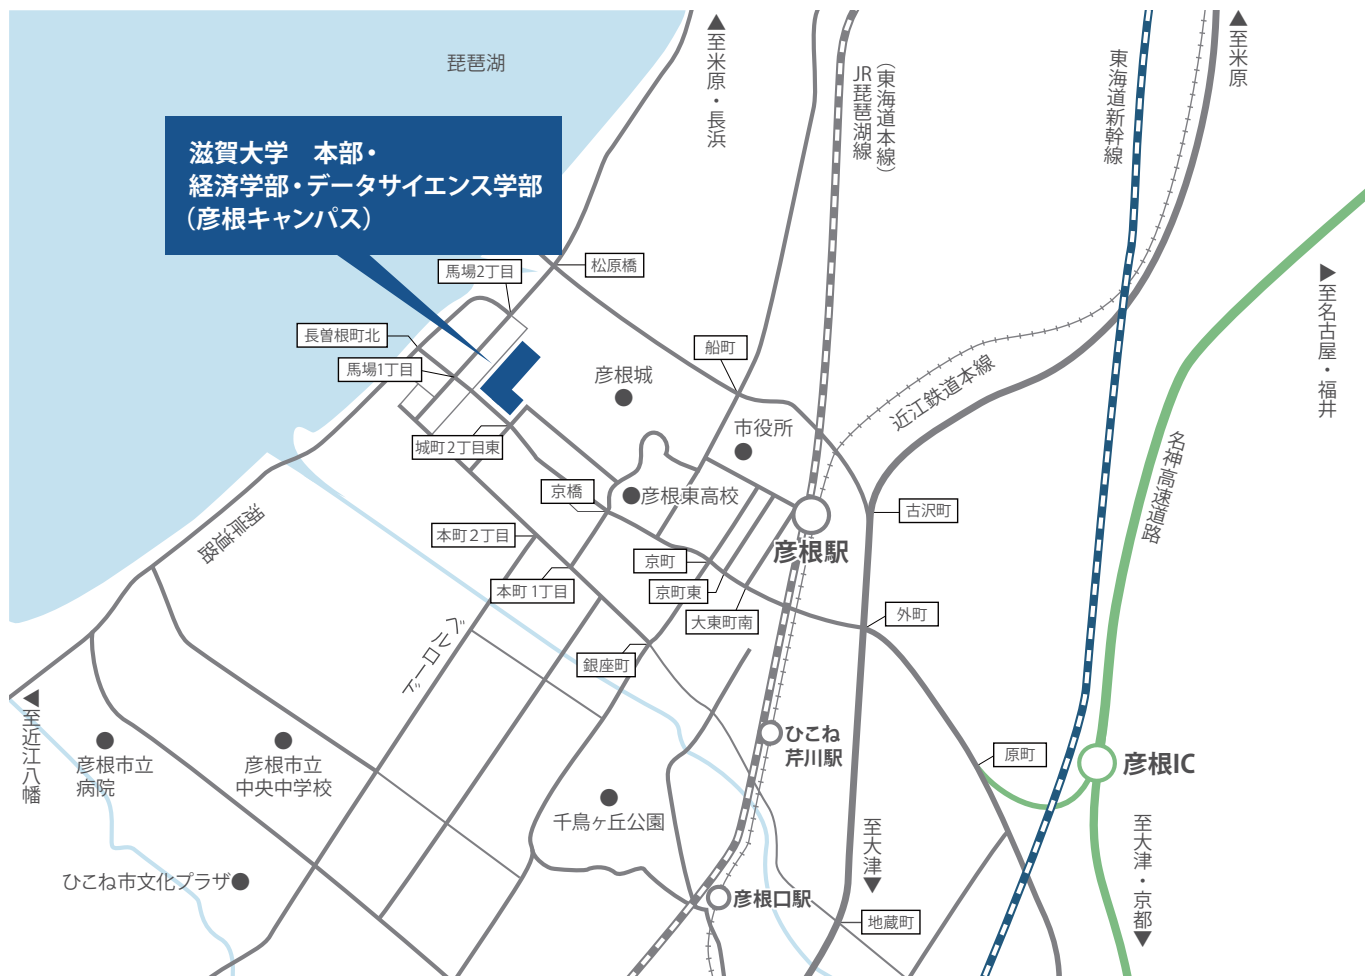 琵琶湖
▲至米原・長浜
JR琵琶湖線
（東海道本線）
東海道新幹線
▲至米原
滋賀大学　本部・
経済学部・データサイエンス学部
（彦根キャンパス）
馬場2丁目
松原橋
▶至名古屋・福井
長曽根町北
馬場1丁目
船町
彦根城
近江鉄道本線
市役所
城町2丁目東
名神高速道路
京橋
彦根東高校
古沢町
湖岸道路
本町2丁目
彦根駅
京町
本町1丁目
京町東
大東町南
外町
ベルロード
銀座町
◀至近江八幡
彦根市立
病院
彦根市立
中央中学校
ひこね
芹川駅
原町
彦根IC
千鳥ヶ丘公園
至大津▼
至大津・京都▼
ひこね市文化プラザ
彦根口駅
地蔵町